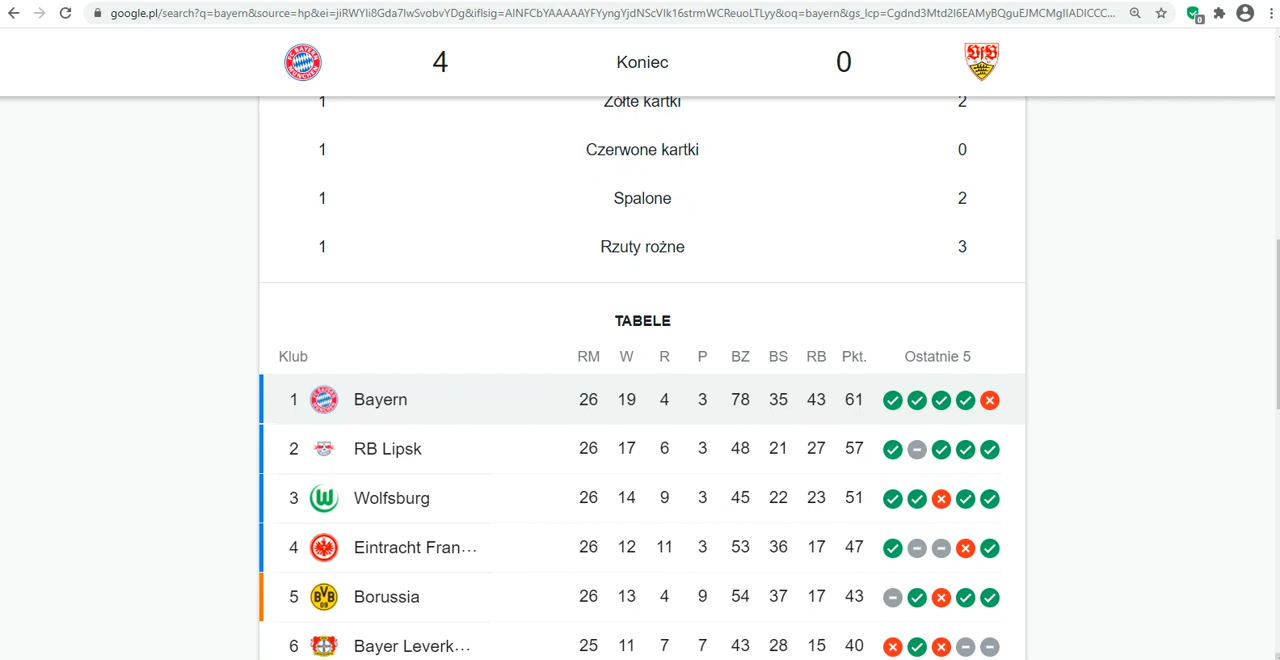 google.pl/search?q=bayern&source=hp&ei=jiRWYIi8Gda7lwSvobvYDg&iflsig=AINFCbYAAAAAYFYyngYjdNScVIk16strmWCReuoLTLyy&oq=bayern&gs_lcp=Cgdnd3Mtd2l6EAMyBQguEJMCMgIIADICCC...
4 Koniec 0
1 Żółte kartki 2
1 Czerwone kartki 0
1 Spalone 2
1 Rzuty rożne 3
TABELE
Klub RM W R P BZ BS RB Pkt. Ostatnie 5
1 Bayern 26 19 4 3 78 35 43 61
2 RB Lipsk 26 17 6 3 48 21 27 57
3 Wolfsburg 26 14 9 3 45 22 23 51
4 Eintracht Fran... 26 12 11 3 53 36 17 47
5 Borussia 26 13 4 9 54 37 17 43
6 Bayer Leverk... 25 11 7 7 43 28 15 40